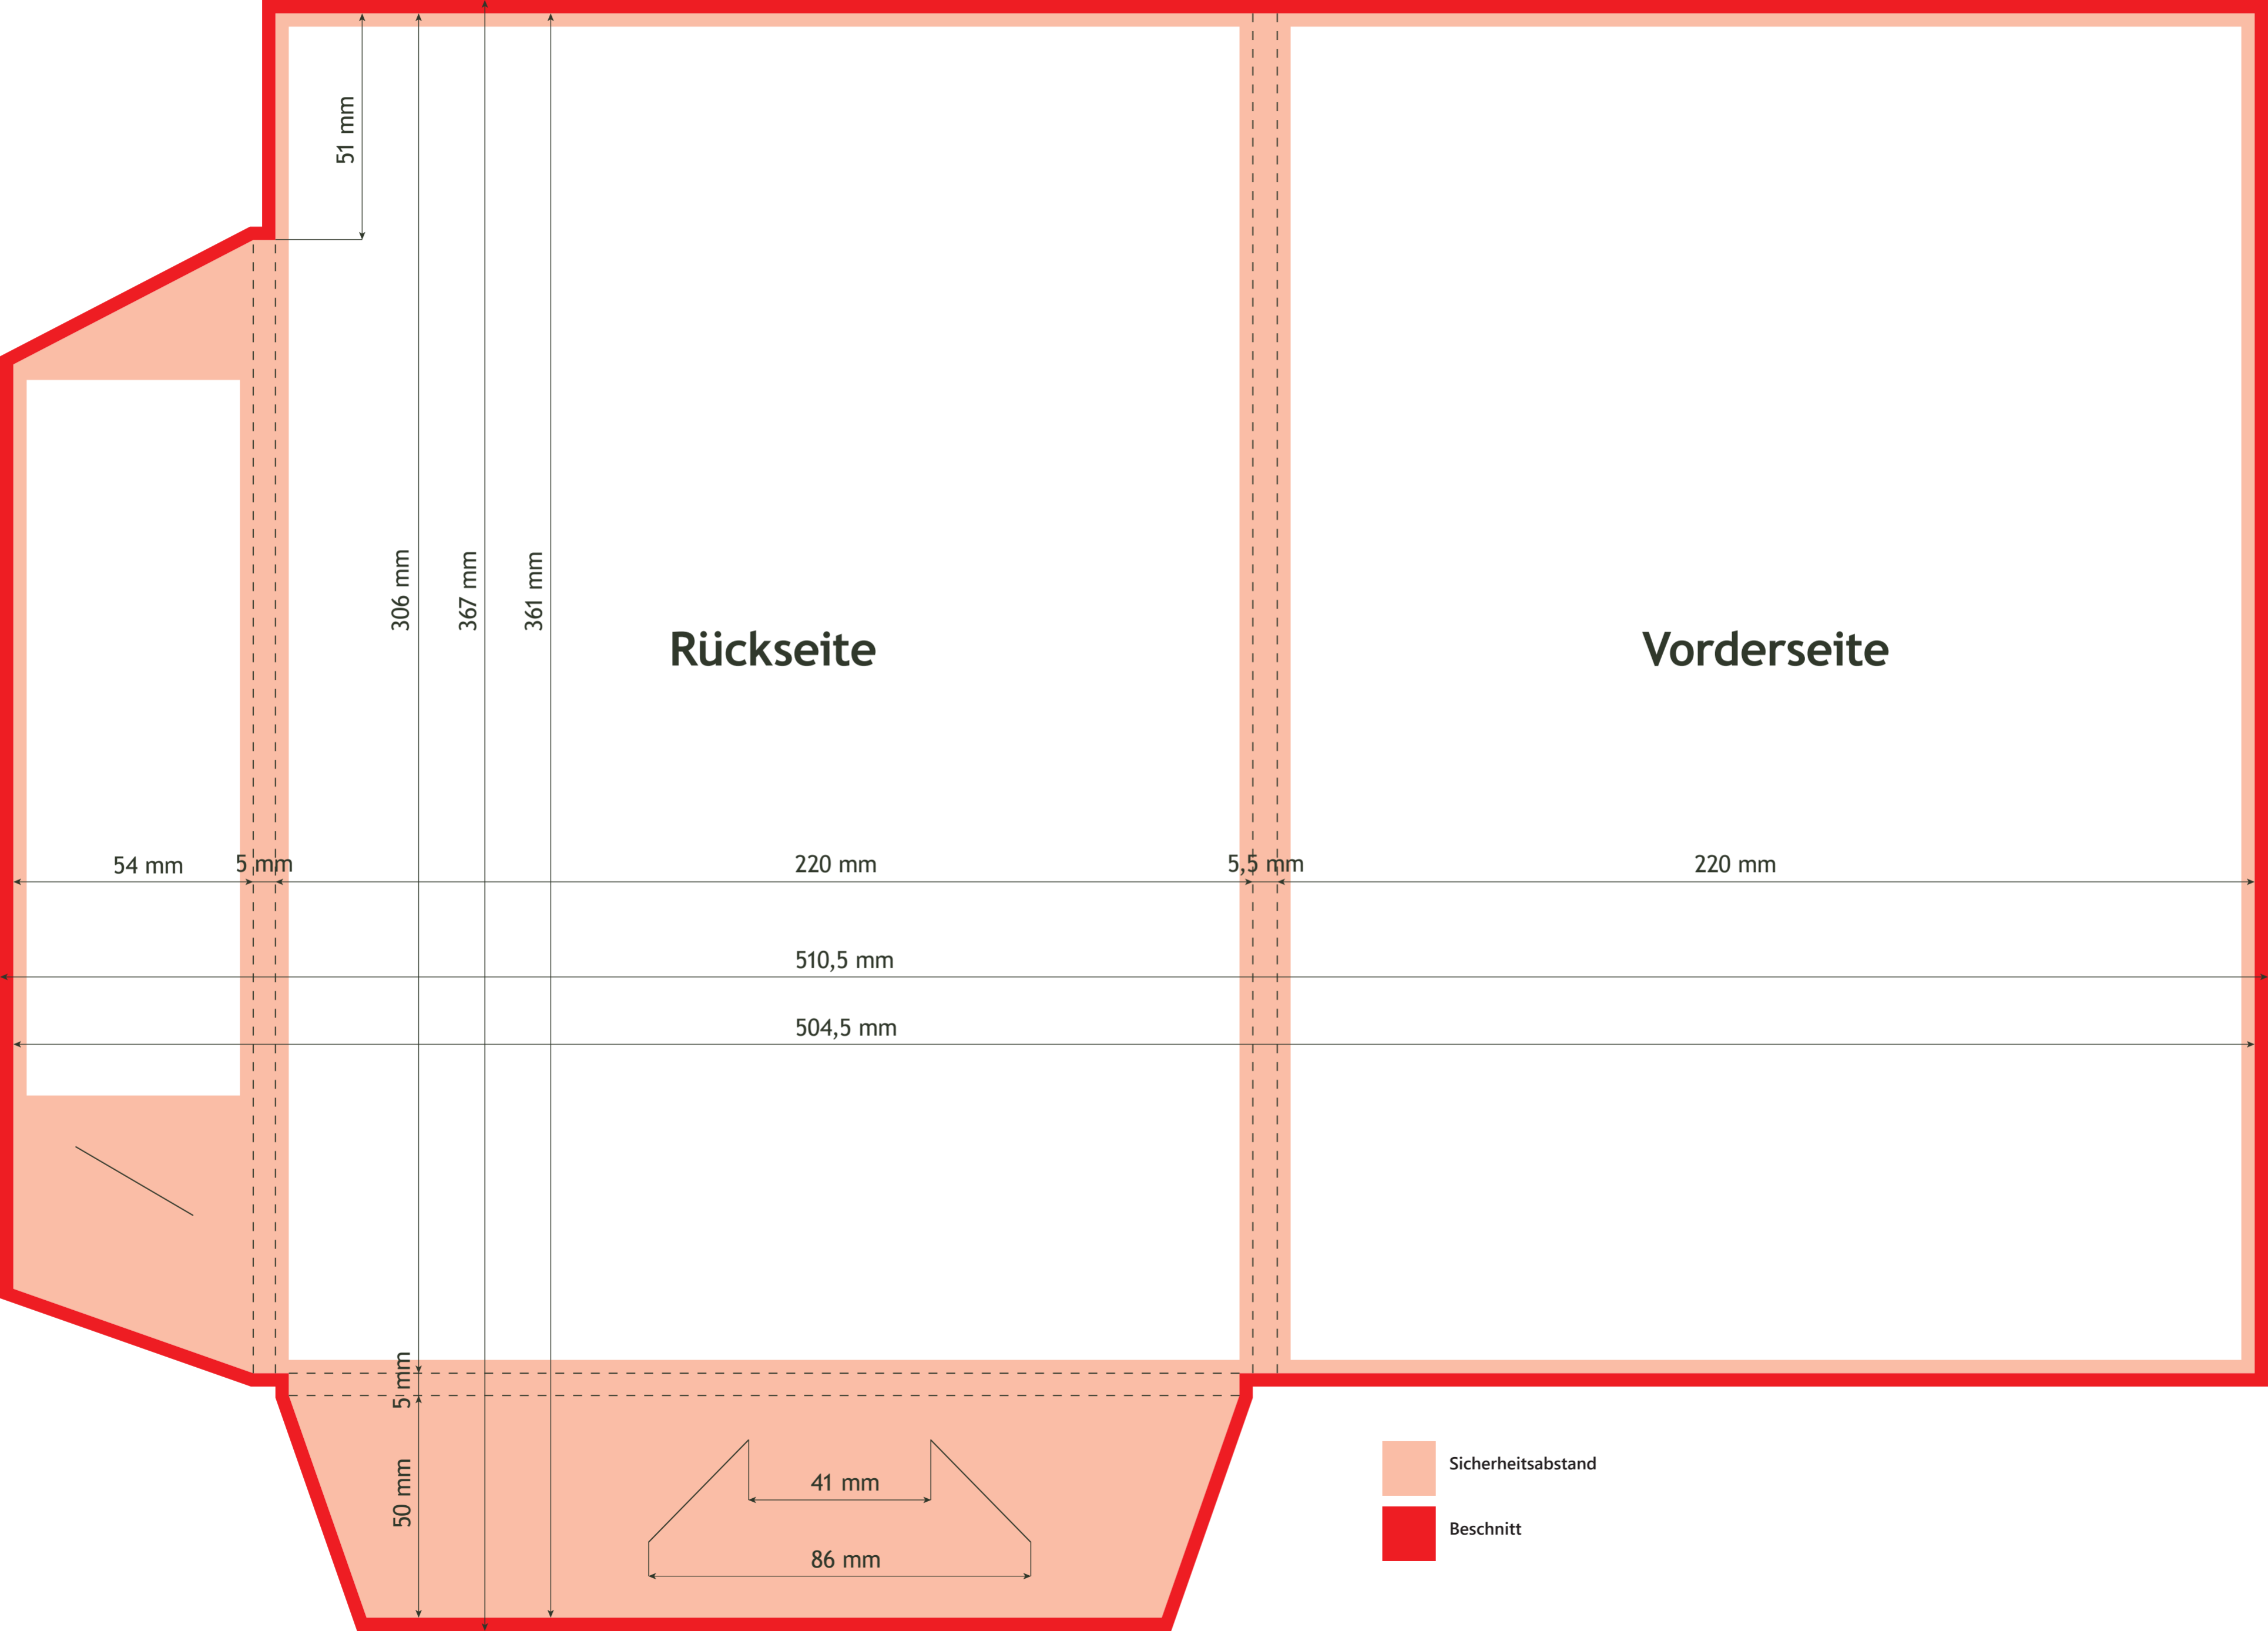 51 mm
306 mm
367 mm
361 mm
Rückseite
Vorderseite
54 mm
5 mm
220 mm
5,5 mm
220 mm
510,5 mm
504,5 mm
5 mm
50 mm
41 mm
86 mm
Sicherheitsabstand
Beschnitt